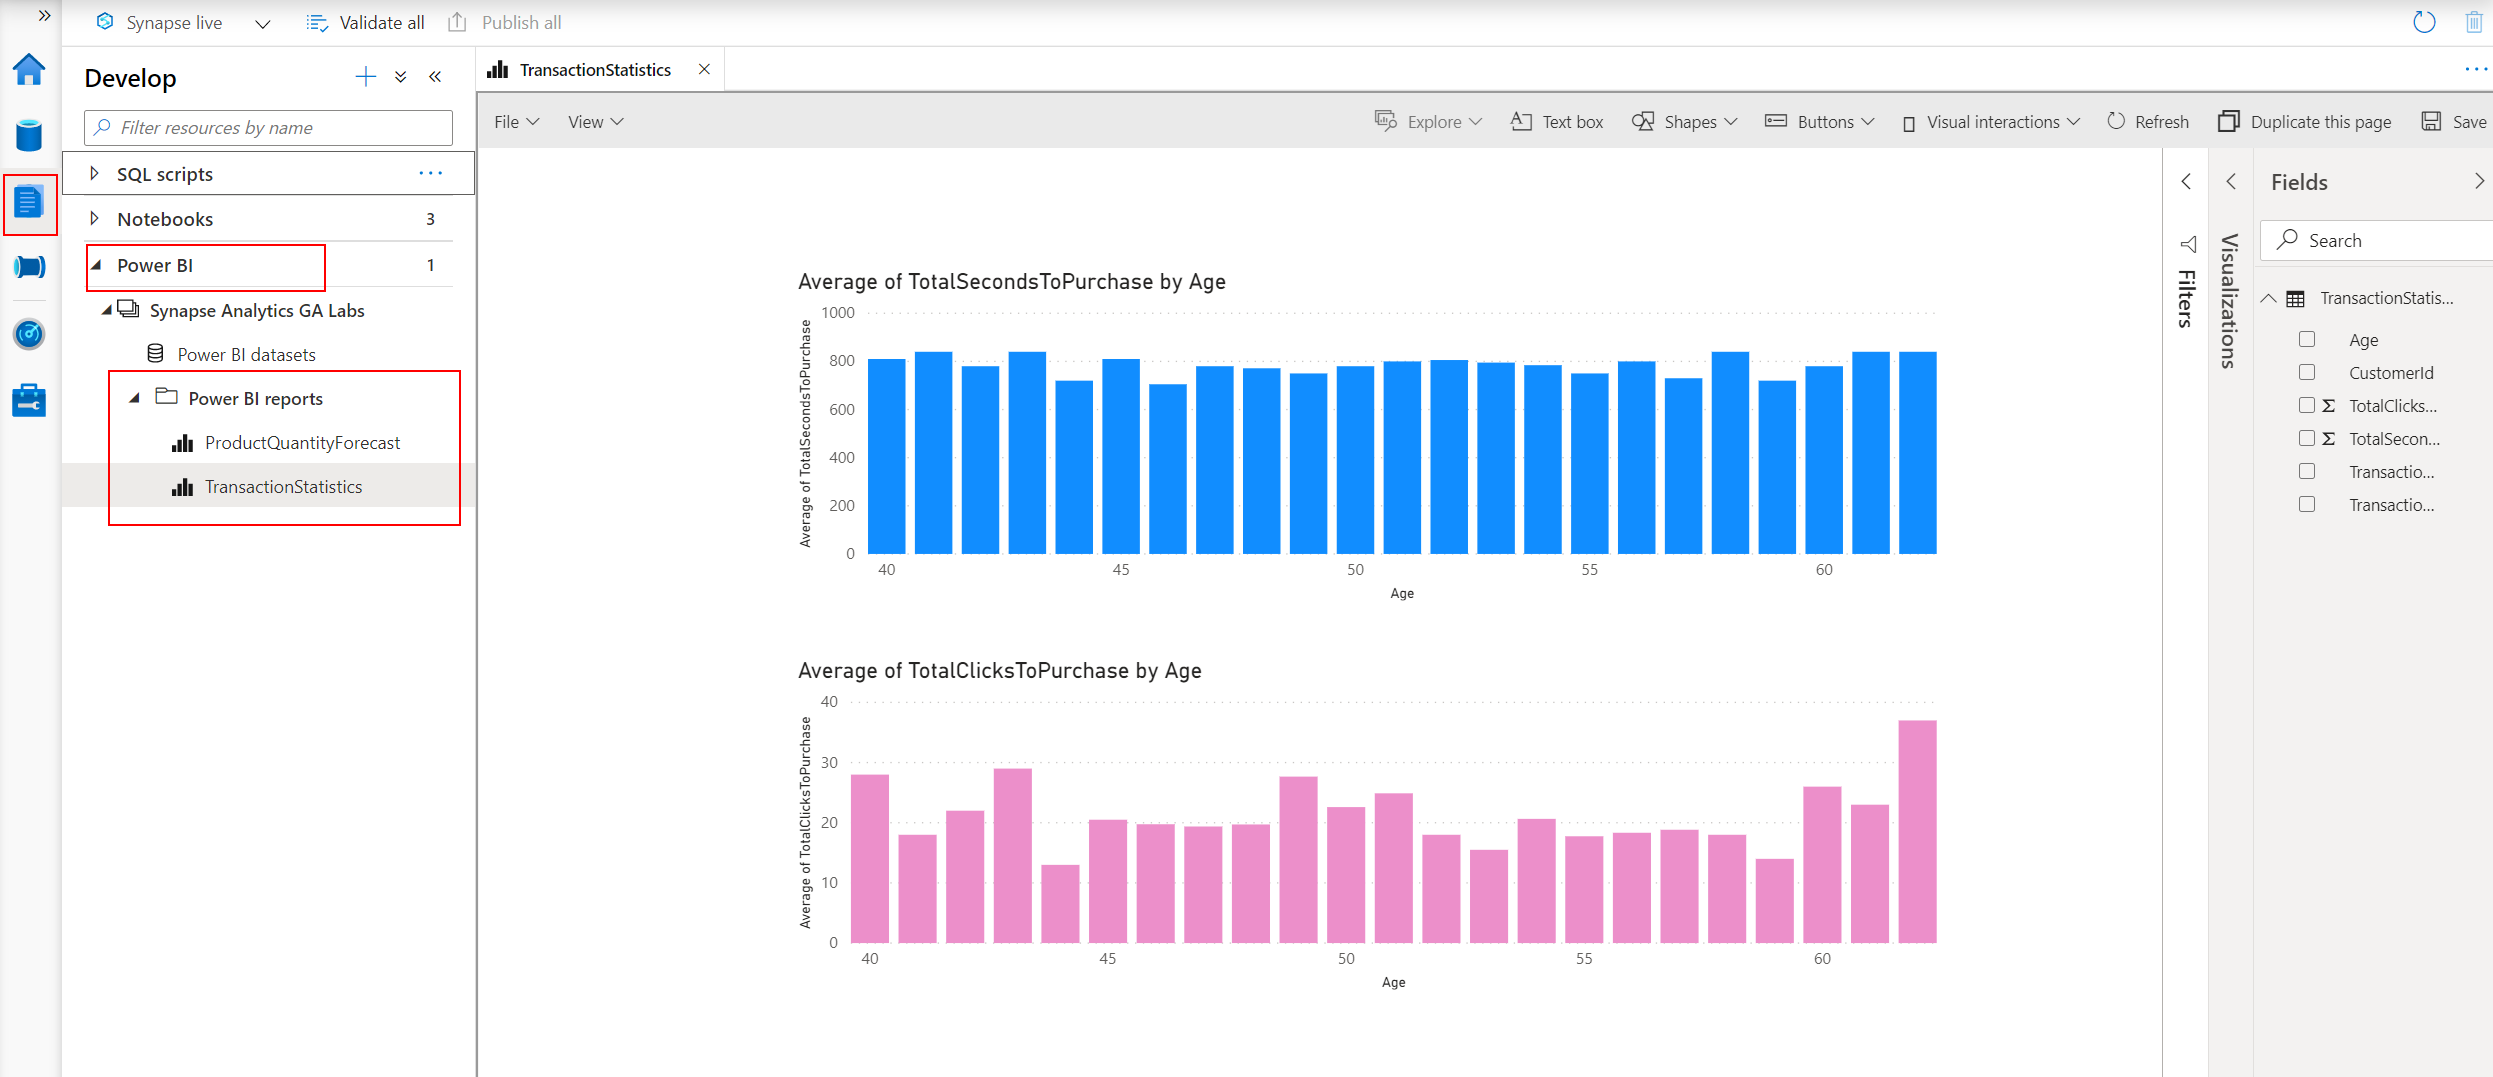 Synapse live
Validate all
Publish all
Develop
Filter resources by name
SQL scripts
Notebooks 3
Power BI 1
Synapse Analytics GA Labs
Power BI datasets
Power BI reports
ProductQuantityForecast
TransactionStatistics
TransactionStatistics
File View Explore Text box Shapes Buttons Visual interactions Refresh Duplicate this page Save
Average of TotalSecondsToPurchase by Age
Average of TotalSecondsToPurchase
1000
800
600
400
200
0
40 45 50 55 60
Age
Average of TotalClicksToPurchase by Age
Average of TotalClicksToPurchase
40
30
20
10
0
40 45 50 55 60
Age
Filters
Visualizations
Fields
Search
TransactionStatis...
Age
CustomerId
Σ TotalClicks...
Σ TotalSecon...
Transactio...
Transactio...